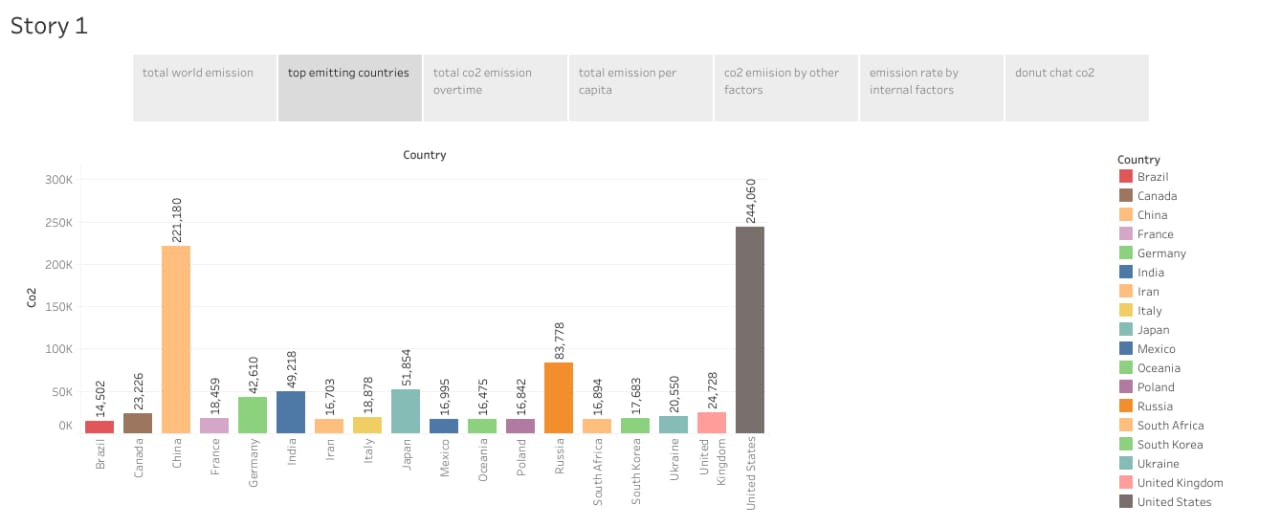 Story 1
total world emission
top emitting countries
total co2 emission
overtime
total emission per
capita
co2 emiision by other
factors
emission rate by
internal factors
donut chat co2
Country
300K
250K
200K
150K
100K
50K
0K
Co2
14,502
23,226
221,180
18,459
42,610
49,218
16,703
18,878
51,854
16,995
16,475
16,842
83,778
16,894
17,683
20,550
24,728
244,060
Brazil
Canada
China
France
Germany
India
Iran
Italy
Japan
Mexico
Oceania
Poland
Russia
South Africa
South Korea
Ukraine
United
Kingdom
United States
Country
Brazil
Canada
China
France
Germany
India
Iran
Italy
Japan
Mexico
Oceania
Poland
Russia
South Africa
South Korea
Ukraine
United Kingdom
United States